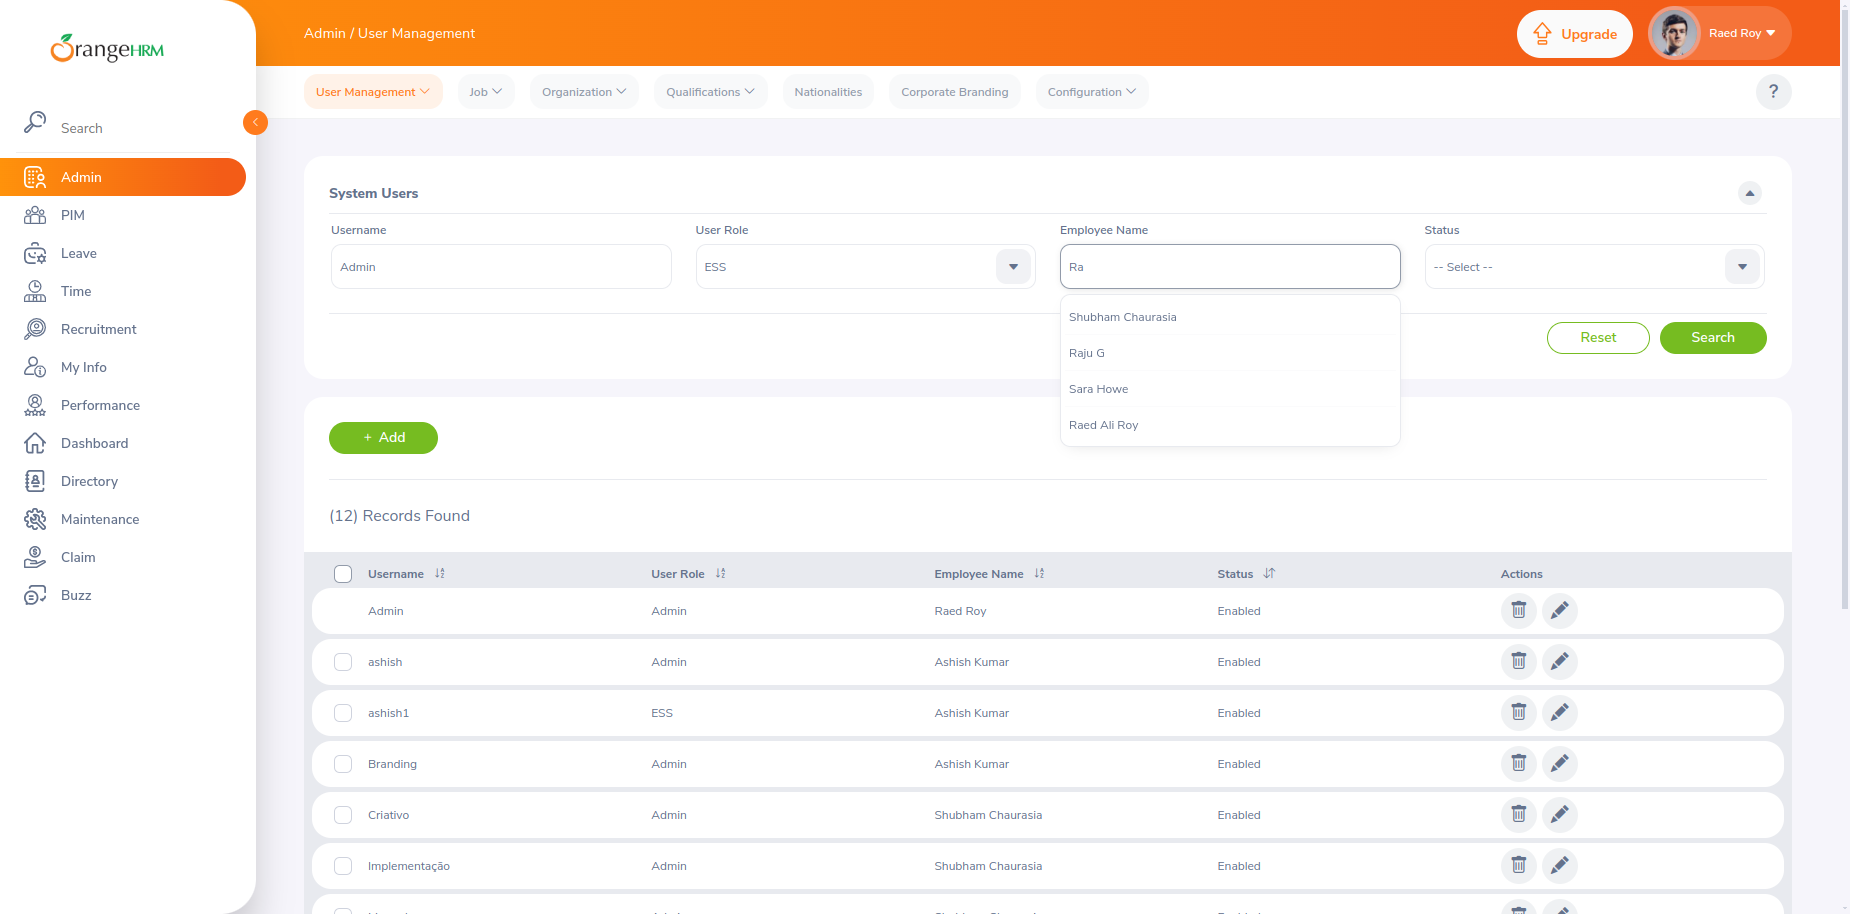 OrangeHRM
Admin / User Management
Upgrade
Raed Roy
User Management
Job
Organization
Qualifications
Nationalities
Corporate Branding
Configuration
?
Search
Admin
PIM
Leave
Time
Recruitment
My Info
Performance
Dashboard
Directory
Maintenance
Claim
Buzz
System Users
Username
User Role
Employee Name
Status
Admin
ESS
Ra
-- Select --
Shubham Chaurasia
Raju G
Sara Howe
Raed Ali Roy
Reset
Search
+ Add
(12) Records Found
Username User Role Employee Name Status Actions
Admin Admin Raed Roy Enabled
ashish Admin Ashish Kumar Enabled
ashish1 ESS Ashish Kumar Enabled
Branding Admin Ashish Kumar Enabled
Criativo Admin Shubham Chaurasia Enabled
Implementação Admin Shubham Chaurasia Enabled